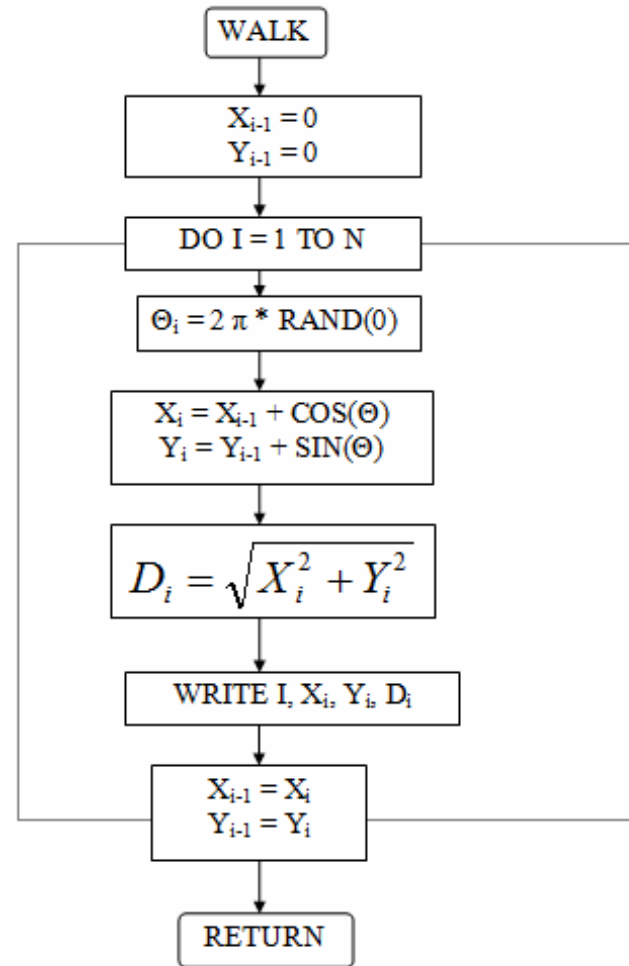 WALK
Xᵢ₋₁ = 0
Yᵢ₋₁ = 0
DO I = 1 TO N
Θᵢ = 2 π * RAND(0)
Xᵢ = Xᵢ₋₁ + COS(Θ)
Yᵢ = Yᵢ₋₁ + SIN(Θ)
Dᵢ = √(Xᵢ² + Yᵢ²)
WRITE I, Xᵢ, Yᵢ, Dᵢ
Xᵢ₋₁ = Xᵢ
Yᵢ₋₁ = Yᵢ
RETURN